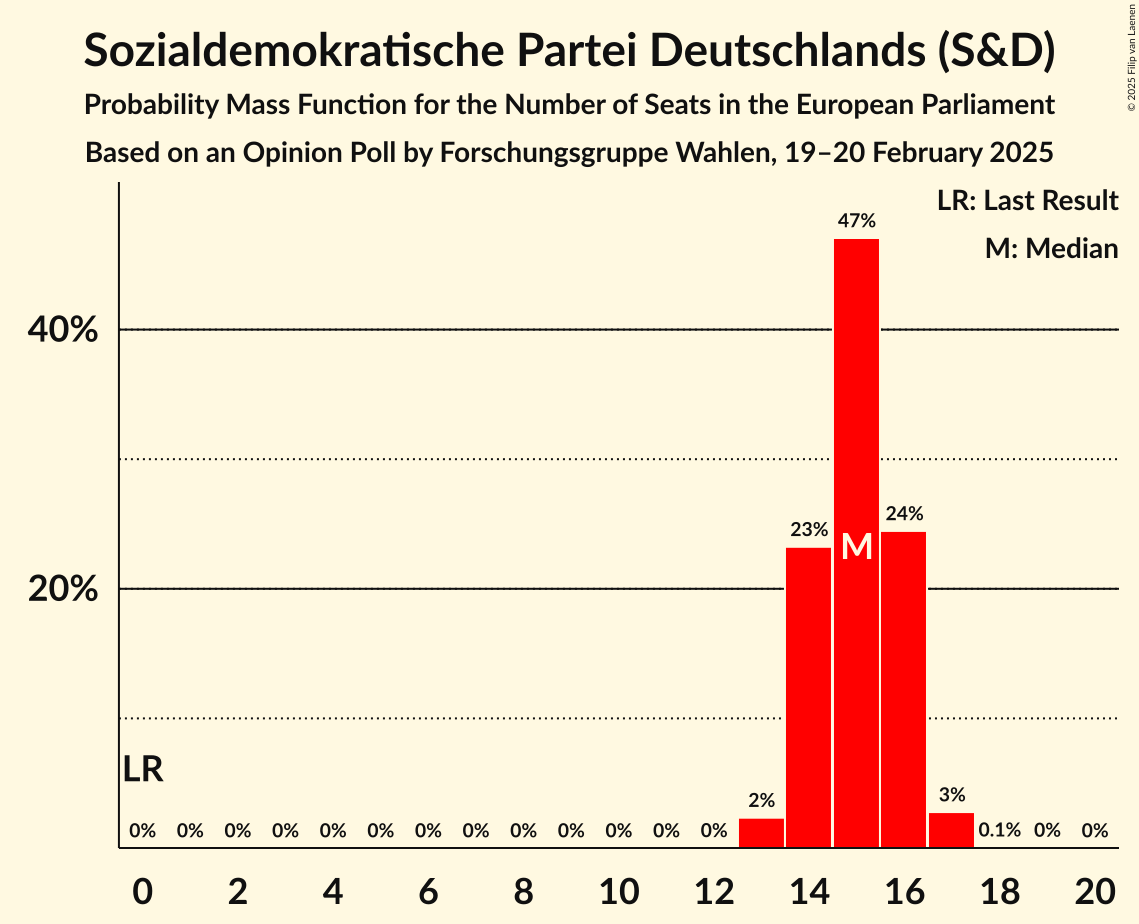 Sozialdemokratische Partei Deutschlands (S&D)
Probability Mass Function for the Number of Seats in the European Parliament
Based on an Opinion Poll by Forschungsgruppe Wahlen, 19–20 February 2025
© 2025 Filip van Laenen
LR: Last Result
M: Median
47%
40%
24%
23%
M
20%
LR
3%
2%
0% 0% 0% 0% 0% 0% 0% 0% 0% 0% 0% 0% 0% 0.1% 0% 0%
0 2 4 6 8 10 12 14 16 18 20